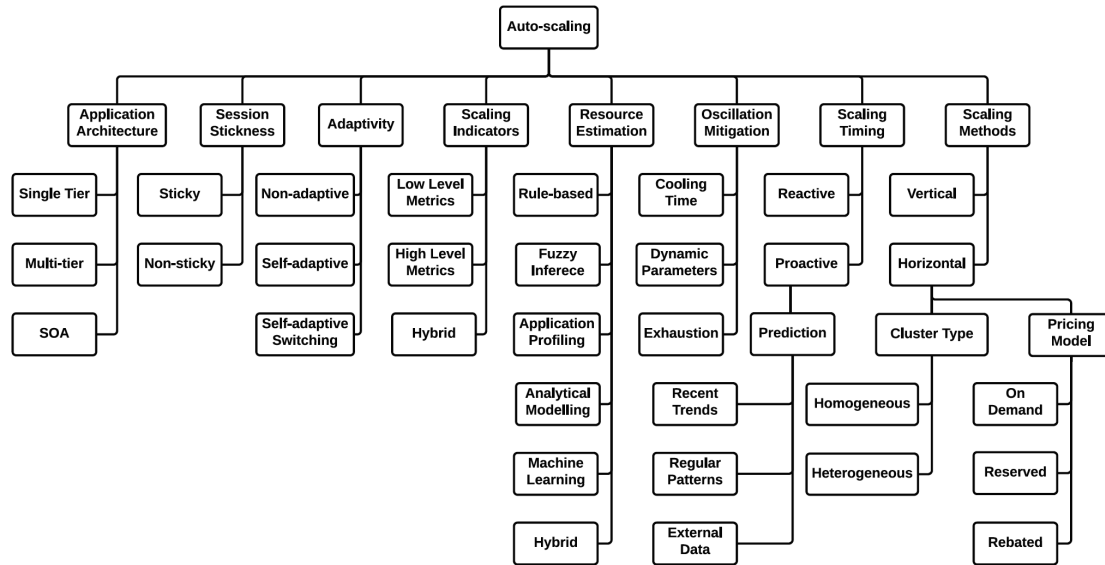 Auto-scaling
Application
Architecture
Session
Stickness
Adaptivity
Scaling
Indicators
Resource
Estimation
Oscillation
Mitigation
Scaling
Timing
Scaling
Methods
Single Tier
Sticky
Non-adaptive
Low Level
Metrics
Rule-based
Cooling
Time
Reactive
Vertical
Multi-tier
Non-sticky
Self-adaptive
High Level
Metrics
Fuzzy
Inferece
Dynamic
Parameters
Proactive
Horizontal
SOA
Self-adaptive
Switching
Hybrid
Application
Profiling
Exhaustion
Prediction
Cluster Type
Pricing
Model
Analytical
Modelling
Recent
Trends
Homogeneous
On
Demand
Machine
Learning
Regular
Patterns
Heterogeneous
Reserved
Hybrid
External
Data
Rebated